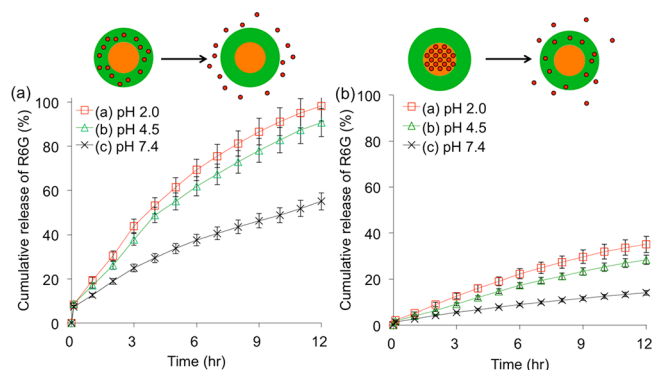 (a)
Cumulative release of R6G (%)
100
80
60
40
20
0
(a) pH 2.0
(b) pH 4.5
(c) pH 7.4
0 3 6 9 12
Time (hr)
(b)
Cumulative release of R6G (%)
100
80
60
40
20
0
(a) pH 2.0
(b) pH 4.5
(c) pH 7.4
0 3 6 9 12
Time (hr)